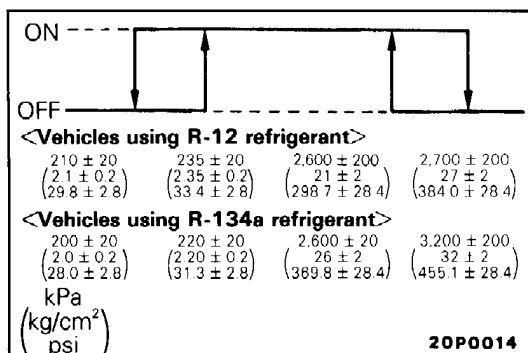 ON
OFF
<Vehicles using R-12 refrigerant>
210 ± 20 235 ± 20 2,600 ± 200 2,700 ± 200
(2.1 ± 0.2) (2.35 ± 0.2) (21 ± 2) (27 ± 2)
(29.8 ± 2.8) (33.4 ± 2.8) (298.7 ± 28.4) (384.0 ± 28.4)
<Vehicles using R-134a refrigerant>
200 ± 20 220 ± 20 2,600 ± 20 3,200 ± 200
(2.0 ± 0.2) (2.20 ± 0.2) (26 ± 2) (32 ± 2)
(28.0 ± 2.8) (31.3 ± 2.8) (369.8 ± 28.4) (455.1 ± 28.4)
kPa
(kg/cm²)
(psi)
20P0014